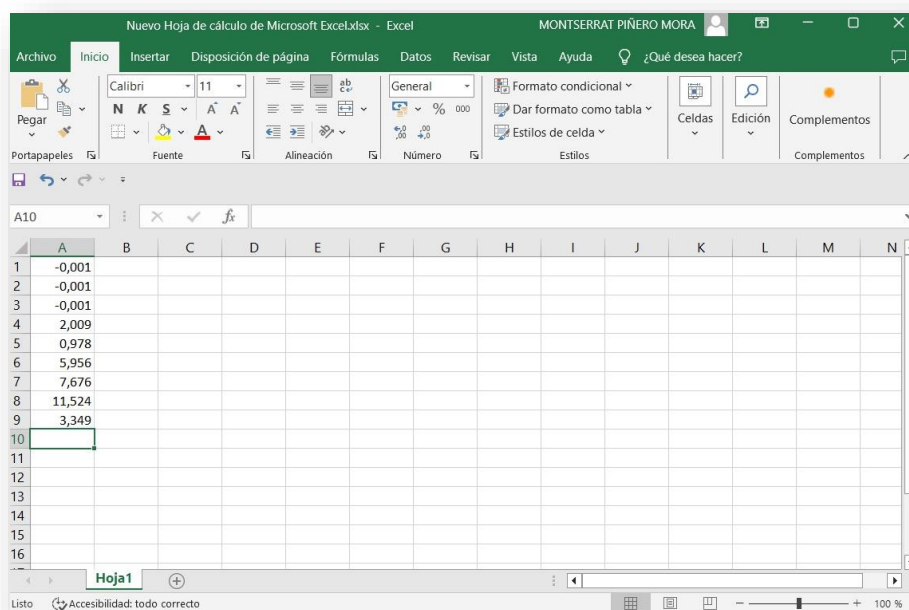 Nuevo Hoja de cálculo de Microsoft Excel.xlsx - Excel MONTSERRAT PIÑERO MORA
Archivo Inicio Insertar Disposición de página Fórmulas Datos Revisar Vista Ayuda ¿Qué desea hacer?
Pegar
Calibri 11
N K S A A
A
ab
General
% 000
Formato condicional
Dar formato como tabla
Estilos de celda
Celdas
Edición
Complementos
Portapapeles Fuente Alineación Número Estilos Complementos
A10 fx
A B C D E F G H I J K L M N
1 -0,001
2 -0,001
3 -0,001
4 2,009
5 0,978
6 5,956
7 7,676
8 11,524
9 3,349
10
11
12
13
14
15
16
Hoja1
Listo Accesibilidad: todo correcto 100 %